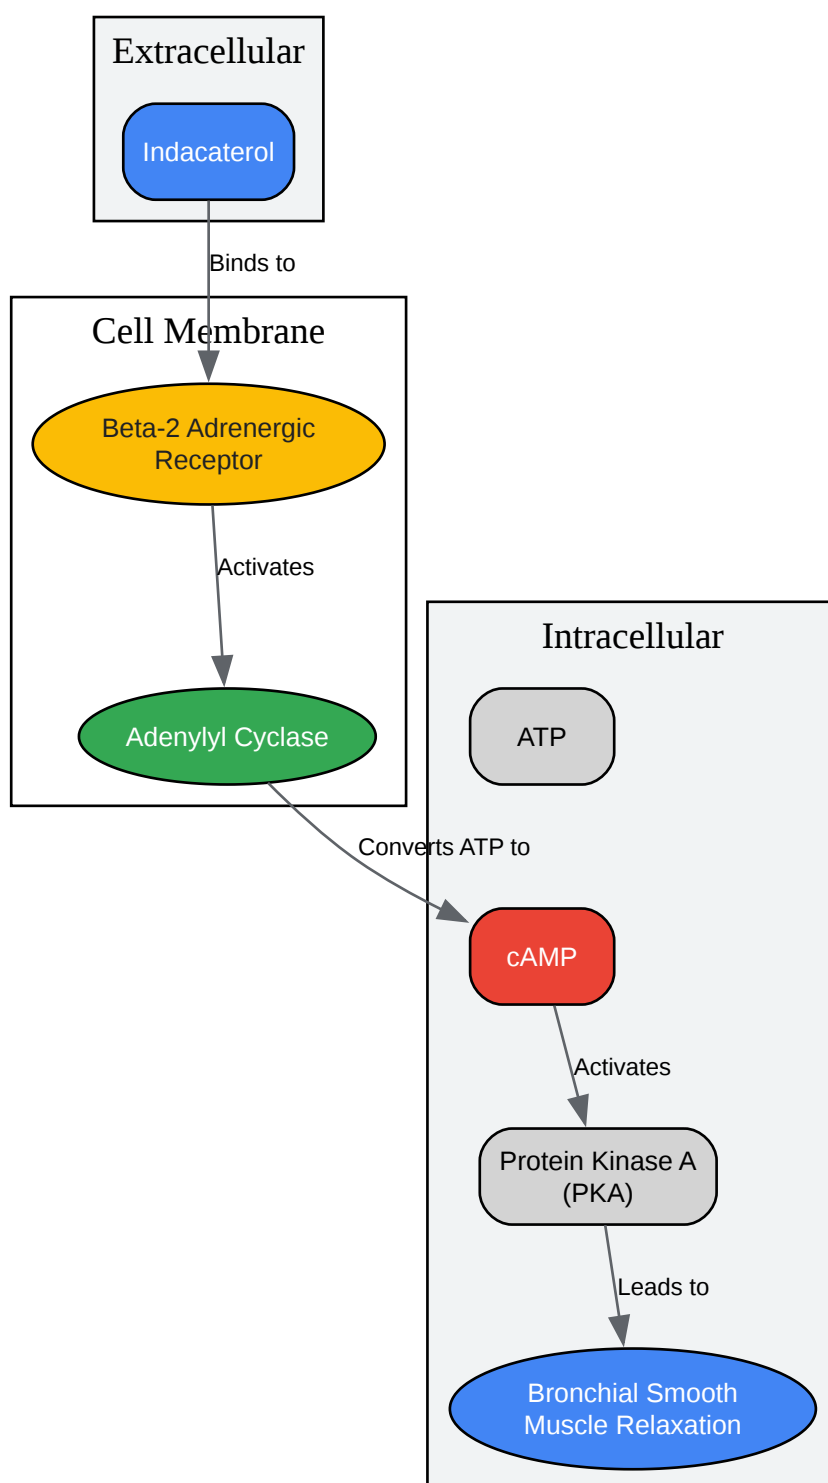 Extracellular
Indacaterol
Binds to
Cell Membrane
Beta-2 Adrenergic
Receptor
Activates
Adenylyl Cyclase
Intracellular
ATP
Converts ATP to
cAMP
Activates
Protein Kinase A
(PKA)
Leads to
Bronchial Smooth
Muscle Relaxation